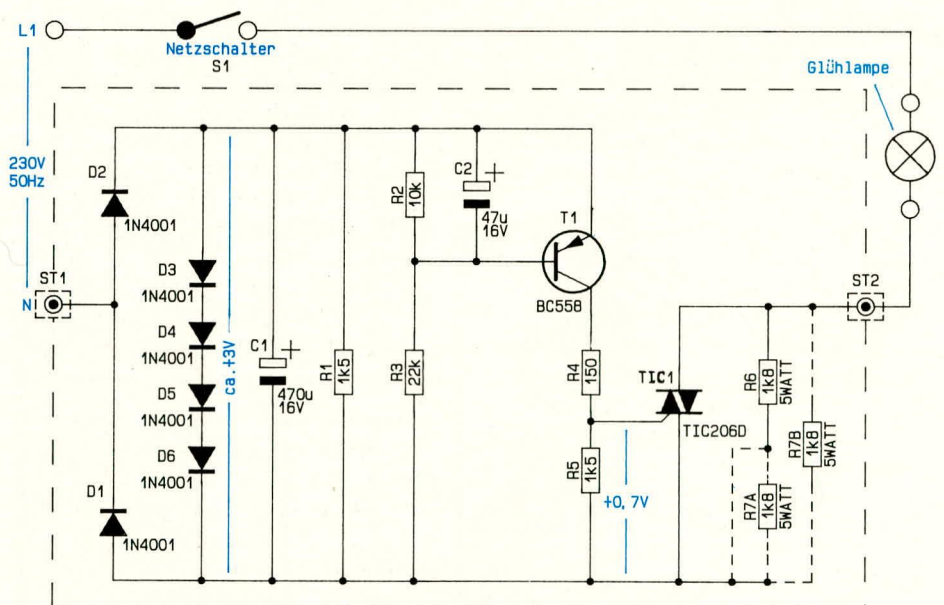 L1
Netzschalter
S1
Glühlampe
230V
50Hz
D2
1N4001
R2
10k
C2
+
47u
16V
T1
BC558
ST1
N
D3
1N4001
ST2
D4
1N4001
ca.+3V
C1
+
470u
16V
R1
1k5
R3
22k
R4
150
TIC1
TIC206D
R6
1k8
5WATT
D5
1N4001
R7B
1k8
5WATT
D6
1N4001
R5
1k5
+0,7V
R7A
1k8
5WATT
D1
1N4001